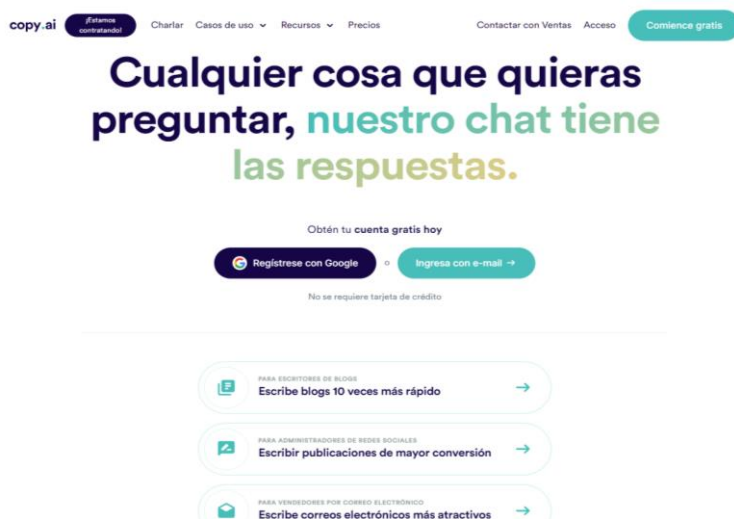 copy.ai
¡Estamos
contratando!
Charlar
Casos de uso
Recursos
Precios
Contactar con Ventas
Acceso
Comience gratis
Cualquier cosa que quieras
preguntar, nuestro chat tiene
las respuestas.
Obtén tu cuenta gratis hoy
Regístrese con Google
o
Ingresa con e-mail →
No se requiere tarjeta de crédito
PARA ESCRITORES DE BLOGS
Escribe blogs 10 veces más rápido
PARA ADMINISTRADORES DE REDES SOCIALES
Escribir publicaciones de mayor conversión
PARA VENDEDORES POR CORREO ELECTRÓNICO
Escribe correos electrónicos más atractivos